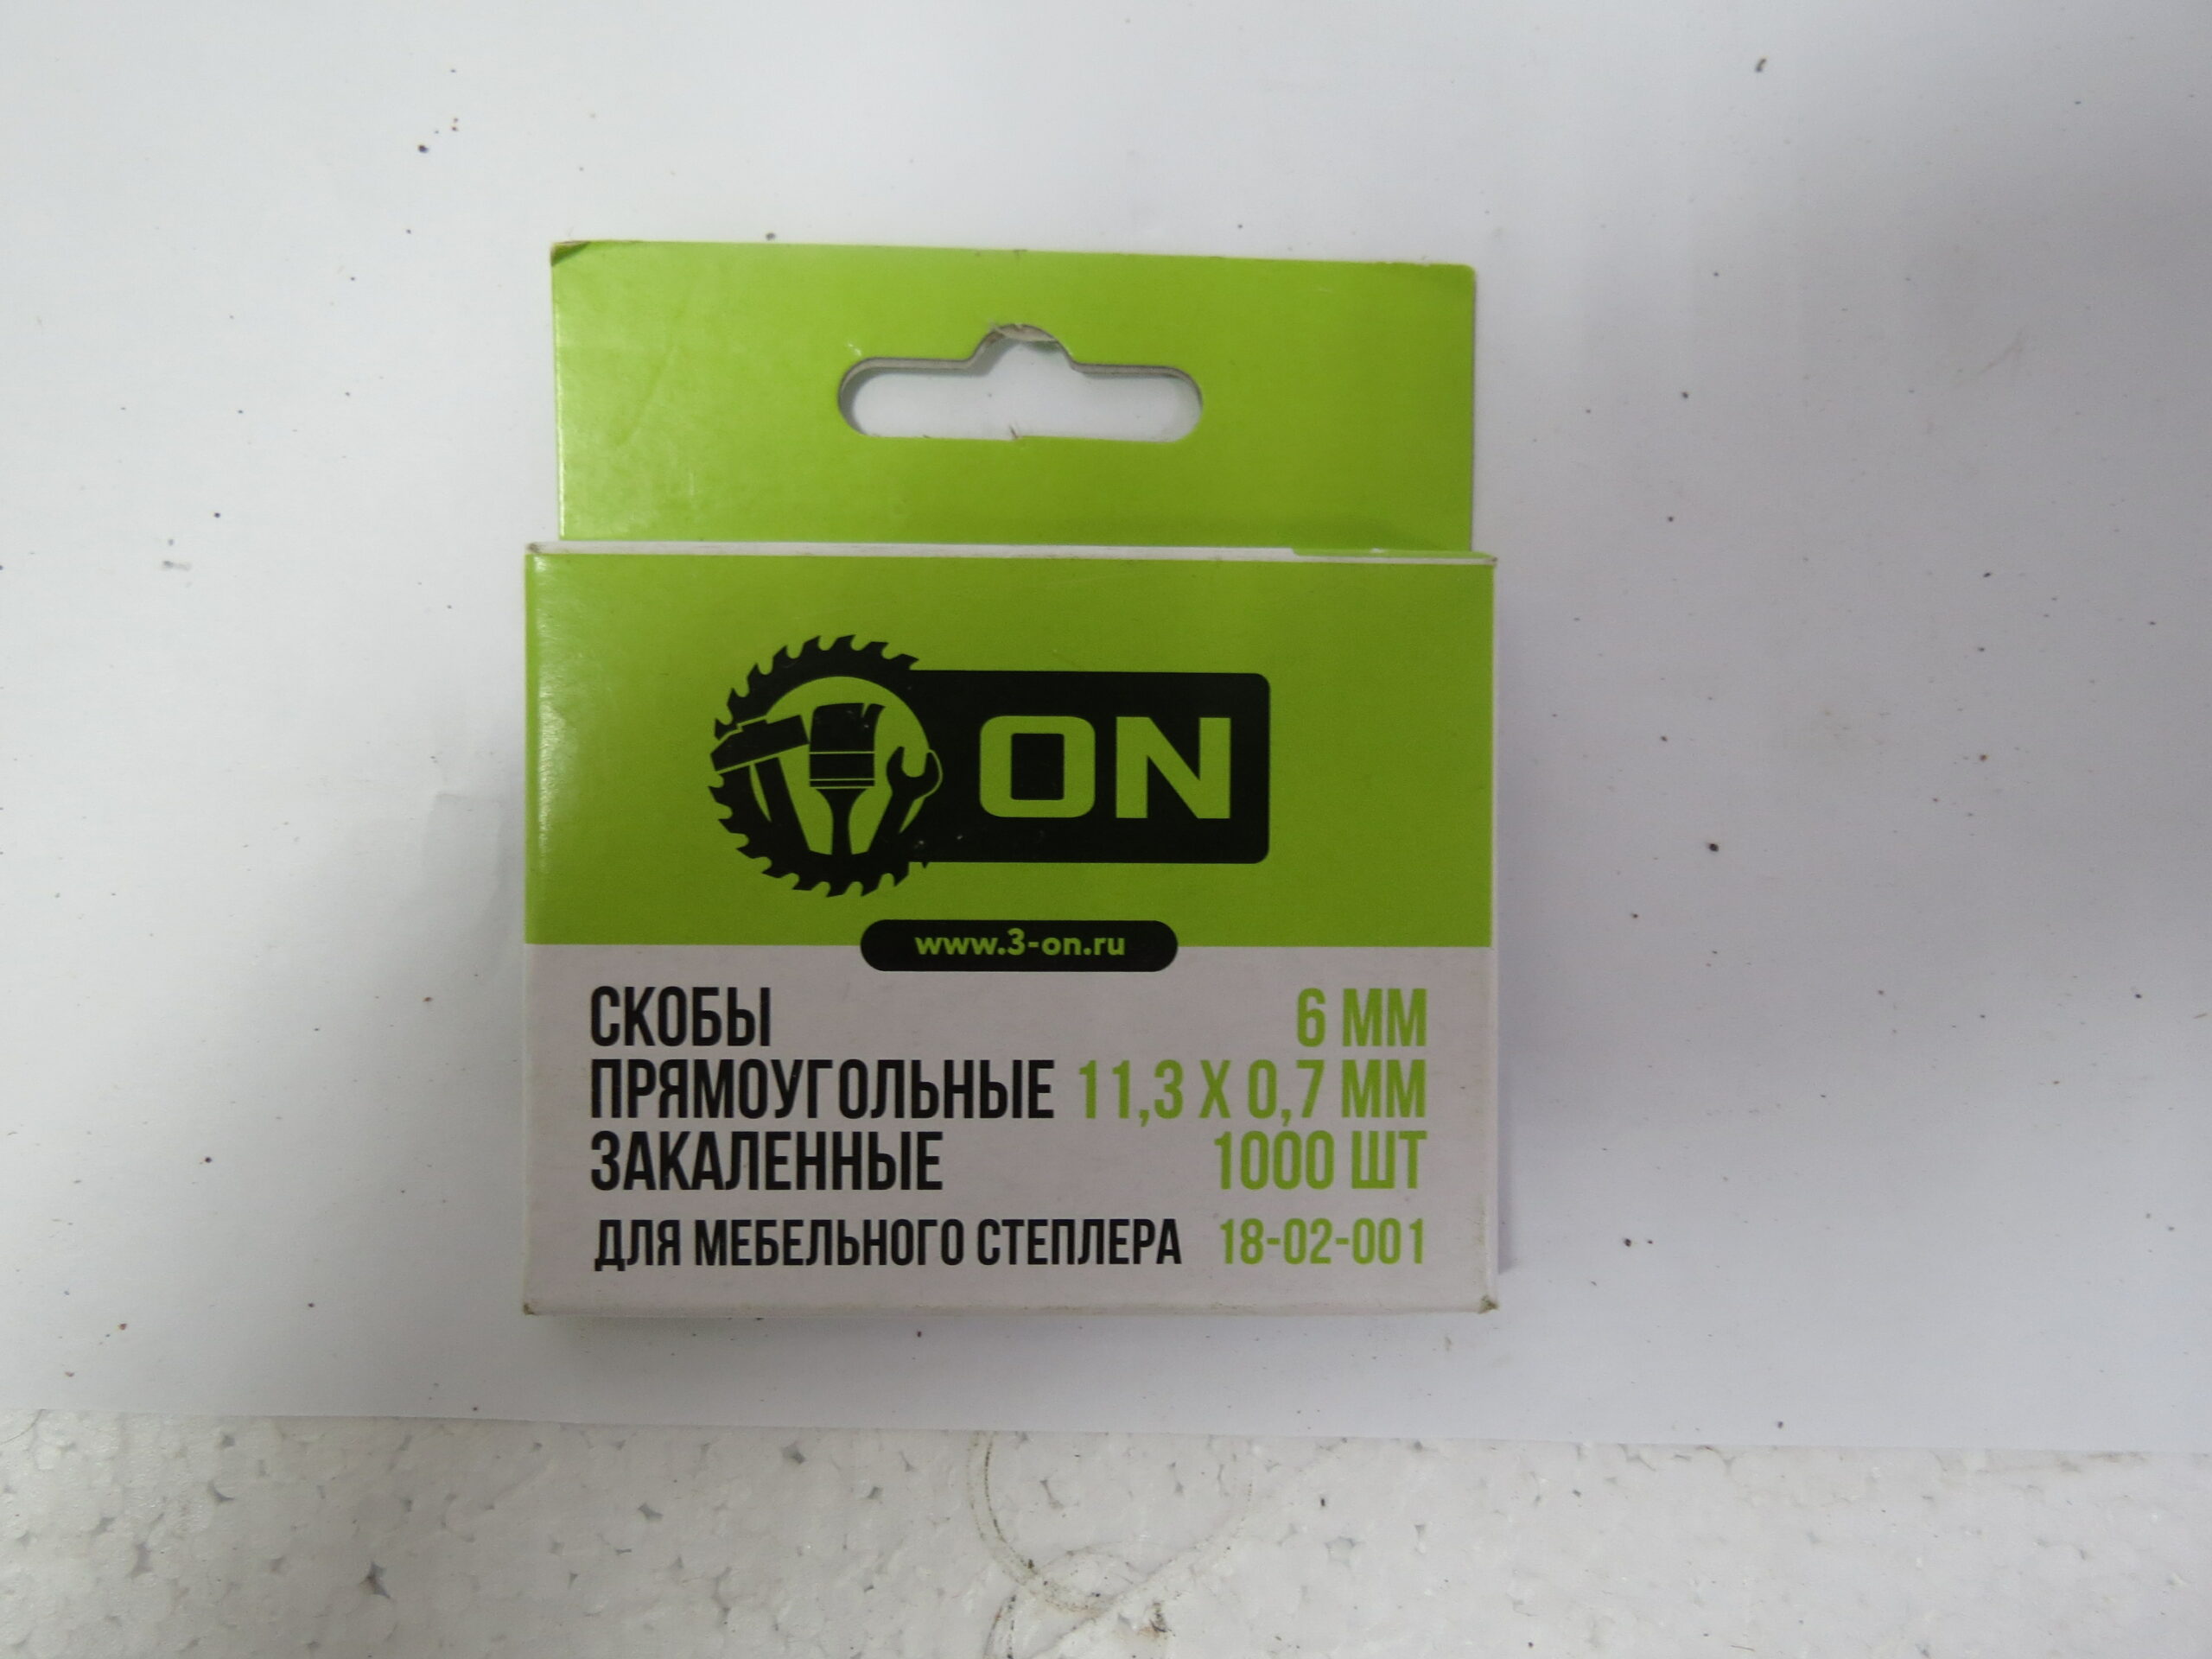 ON
www.3-on.ru
СКОБЫ 6 ММ
ПРЯМОУГОЛЬНЫЕ 11,3 Х 0,7 ММ
ЗАКАЛЕННЫЕ 1000 ШТ
ДЛЯ МЕБЕЛЬНОГО СТЕПЛЕРА 18-02-001